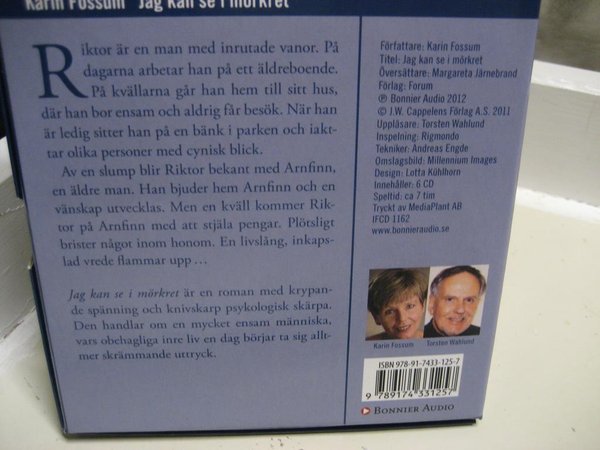 Karin Fossum Jag kan se i mörkret
Riktor är en man med inrutade vanor. På
dagarna arbetar han på ett äldreboende.
På kvällarna går han hem till sitt hus,
där han bor ensam och aldrig får besök. När han
är ledig sitter han på en bänk i parken och iakt-
tar olika personer med cynisk blick.
Av en slump blir Riktor bekant med Arnfinn,
en äldre man. Han bjuder hem Arnfinn och en
vänskap utvecklas. Men en kväll kommer Rik-
tor på Arnfinn med att stjäla pengar. Plötsligt
brister något inom honom. En livslång, inkaps-
lad vrede flammar upp ...
Jag kan se i mörkret är en roman med krypan-
de spänning och knivskarp psykologisk skärpa.
Den handlar om en mycket ensam människa,
vars obehagliga inre liv en dag börjar ta sig allt-
mer skrämmande uttryck.
Författare: Karin Fossum
Titel: Jag kan se i mörkret
Översättare: Margareta Järnebrand
Förlag: Forum
℗ Bonnier Audio 2012
© J.W. Cappelens Förlag A.S. 2011
Uppläsare: Torsten Wahlund
Inspelning: Rigmondo
Tekniker: Andreas Engde
Omslagsbild: Millennium Images
Design: Lotta Kühlhorn
Innehåller: 6 CD
Speltid: ca 7 tim
Tryckt av MediaPlant AB
IFCD 1162
www.bonnieraudio.se
Karin Fossum
Torsten Wahlund
ISBN 978-91-7433-125-7
9 789174 331257
Bonnier Audio